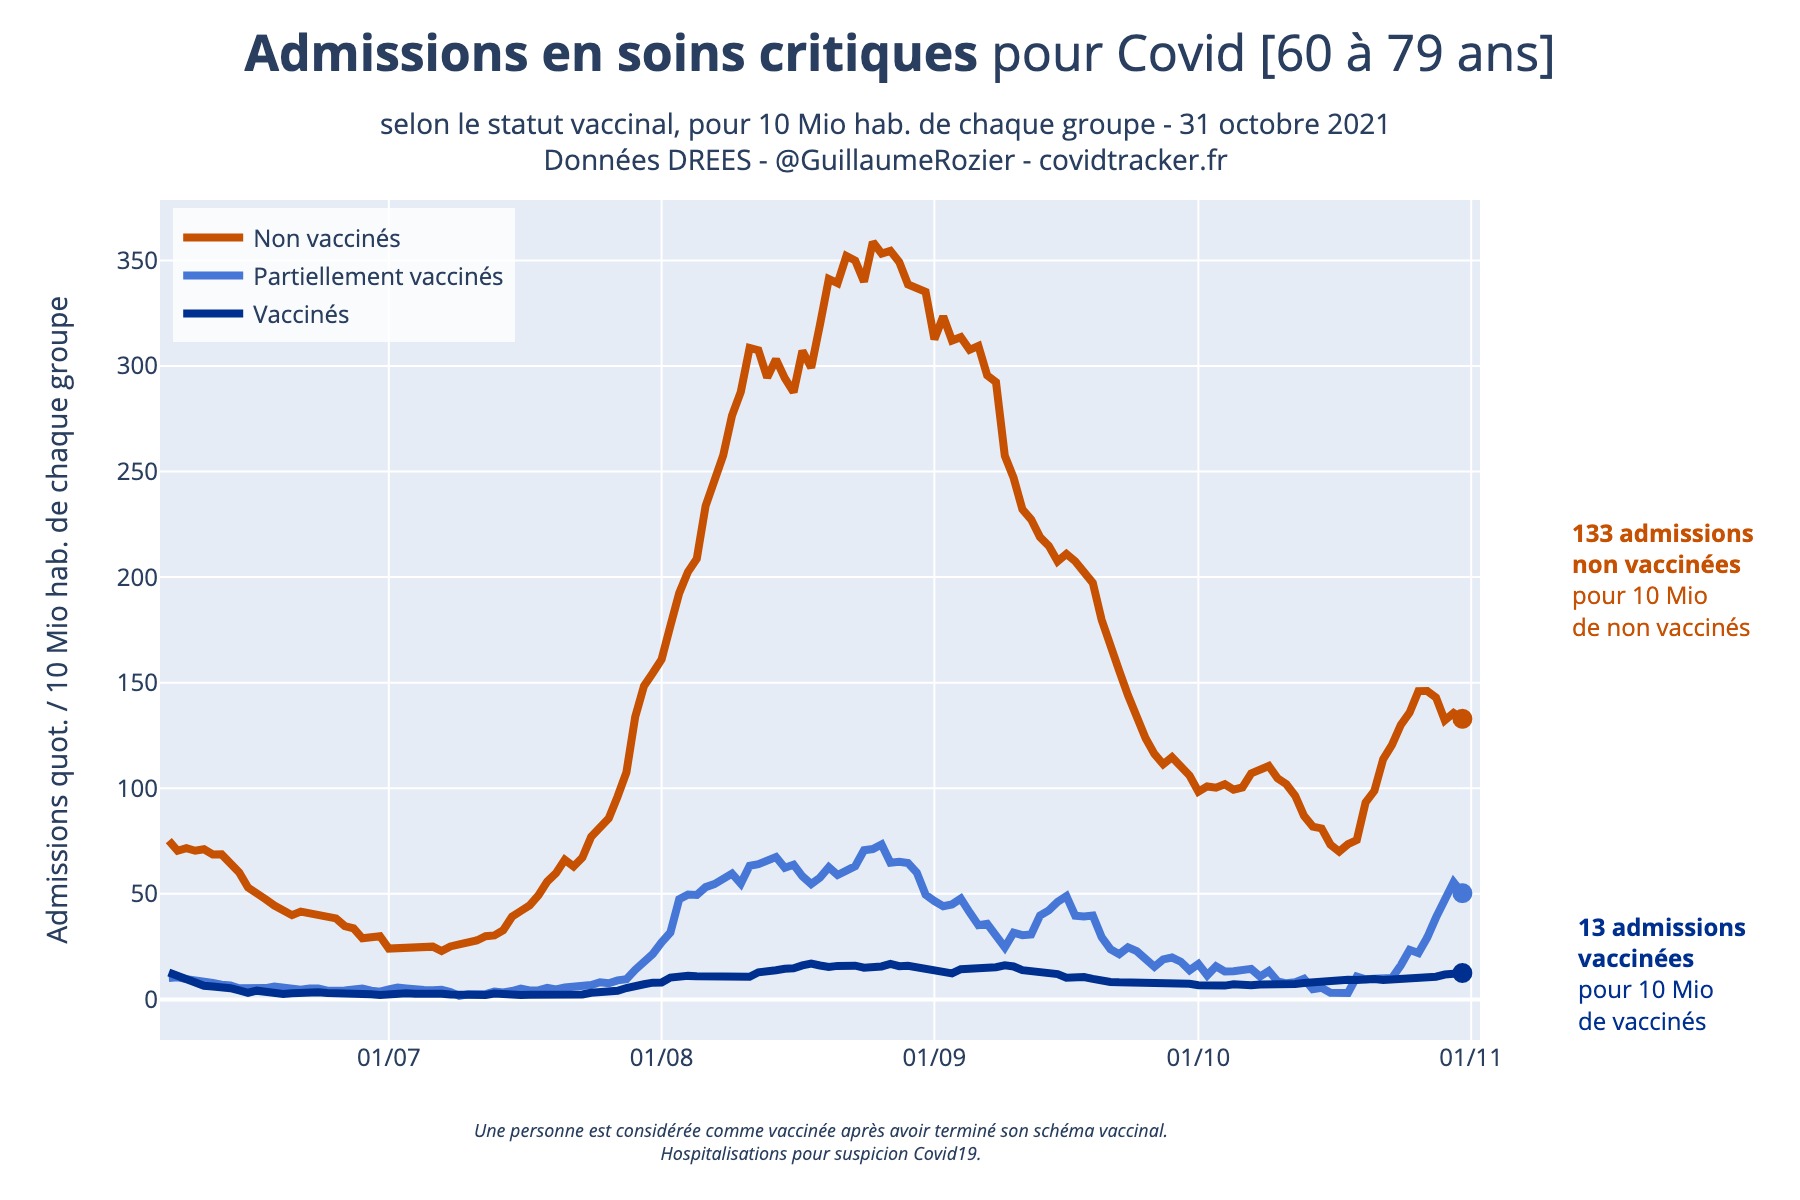 Admissions en soins critiques pour Covid [60 à 79 ans]
selon le statut vaccinal, pour 10 Mio hab. de chaque groupe - 31 octobre 2021
Données DREES - @GuillaumeRozier - covidtracker.fr
Non vaccinés
Partiellement vaccinés
Vaccinés
Admissions quot. / 10 Mio hab. de chaque groupe
350
300
250
200
150
100
50
0
01/07
01/08
01/09
01/10
01/11
133 admissions
non vaccinées
pour 10 Mio
de non vaccinés
13 admissions
vaccinées
pour 10 Mio
de vaccinés
Une personne est considérée comme vaccinée après avoir terminé son schéma vaccinal.
Hospitalisations pour suspicion Covid19.